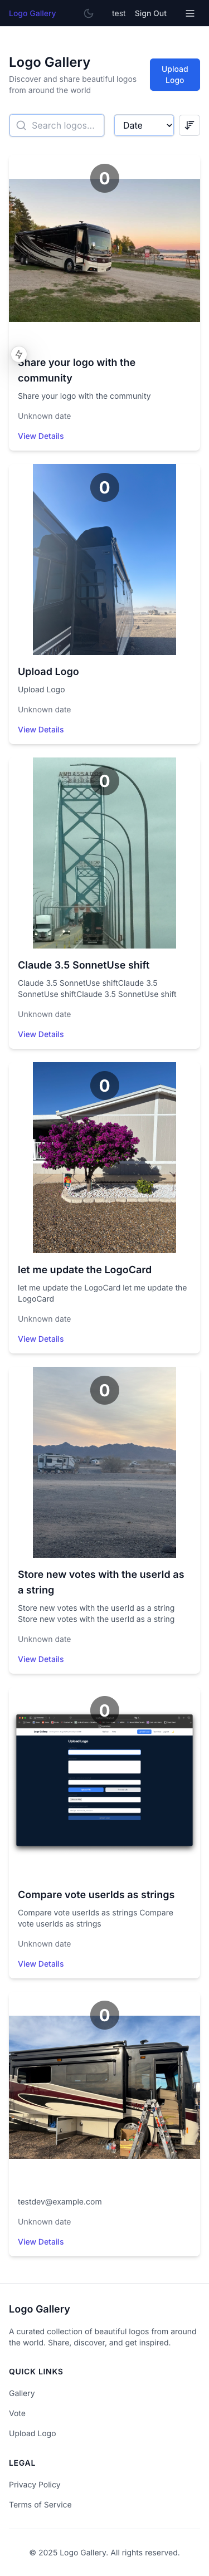 Logo Gallery
test
Sign Out
Logo Gallery
Discover and share beautiful logos
from around the world
Upload
Logo
Search logos...
Date
0
Share your logo with the
community
Share your logo with the community
Unknown date
View Details
0
Upload Logo
Upload Logo
Unknown date
View Details
AMBASSADOR
0
Claude 3.5 SonnetUse shift
Claude 3.5 SonnetUse shiftClaude 3.5
SonnetUse shiftClaude 3.5 SonnetUse shift
Unknown date
View Details
0
let me update the LogoCard
let me update the LogoCard let me update the
LogoCard
Unknown date
View Details
0
Store new votes with the userId as
a string
Store new votes with the userId as a string
Store new votes with the userId as a string
Unknown date
View Details
0
Upload Logo
Compare vote userIds as strings
Compare vote userIds as strings Compare
vote userIds as strings
Unknown date
View Details
0
testdev@example.com
Unknown date
View Details
Logo Gallery
A curated collection of beautiful logos from around
the world. Share, discover, and get inspired.
QUICK LINKS
Gallery
Vote
Upload Logo
LEGAL
Privacy Policy
Terms of Service
© 2025 Logo Gallery. All rights reserved.